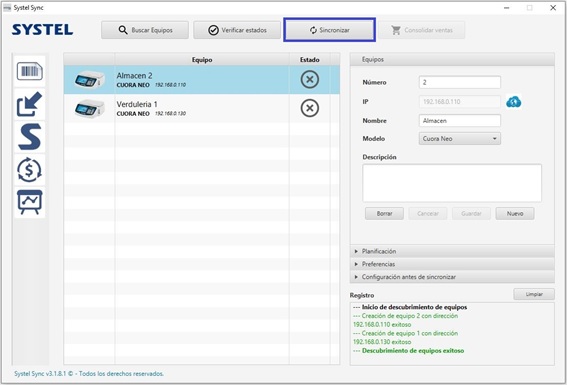 Systel Sync
SYSTEL
Buscar Equipos
Verificar estados
Sincronizar
Consolidar ventas
Equipo
Estado
Almacen 2
CUORA NEO 192.168.0.110
Verduleria 1
CUORA NEO 192.168.0.130
Equipos
Número
2
IP
192.168.0.110
Nombre
Almacen
Modelo
Cuora Neo
Descripción
Borrar
Cancelar
Guardar
Nuevo
Planificación
Preferencias
Configuración antes de sincronizar
Registro
Limpiar
--- Inicio de descubrimiento de equipos
--- Creación de equipo 2 con dirección
192.168.0.110 exitoso
--- Creación de equipo 1 con dirección
192.168.0.130 exitoso
--- Descubrimiento de equipos exitoso
Systel Sync v3.1.8.1 © - Todos los derechos reservados.